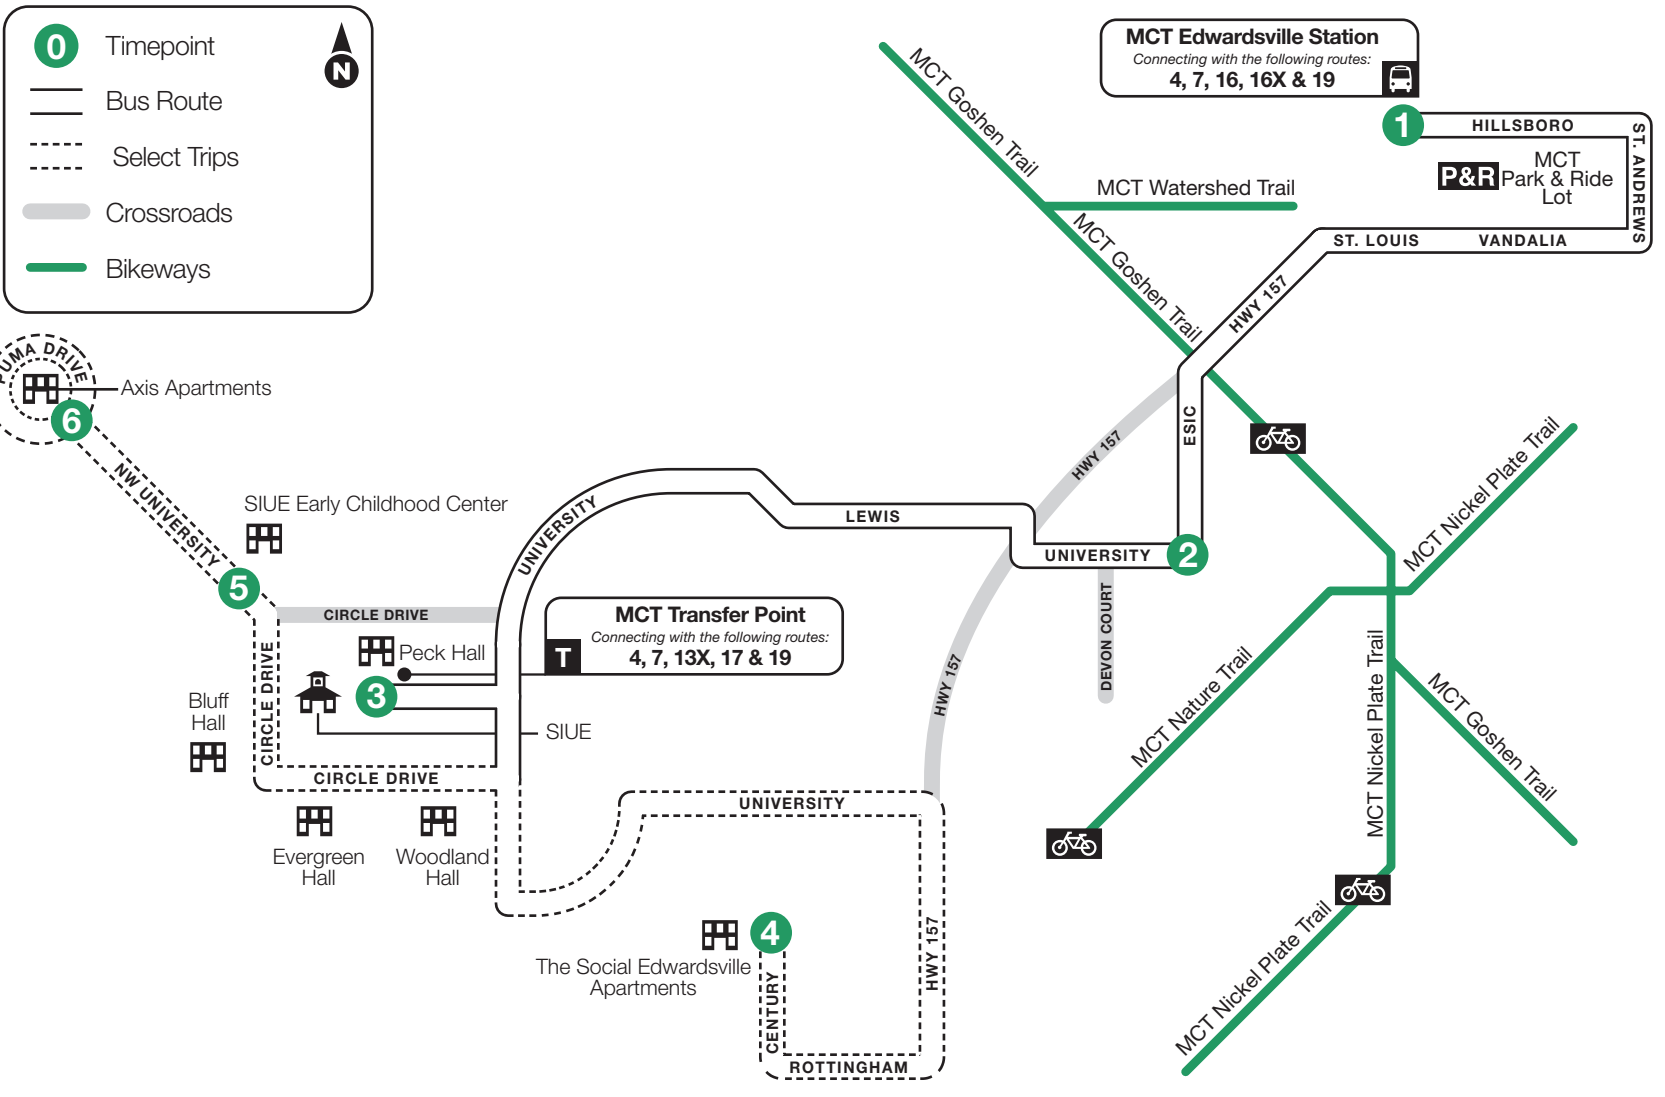 0 Timepoint
N
Bus Route
Select Trips
Crossroads
Bikeways
MCT Edwardsville Station
Connecting with the following routes:
4, 7, 16, 16X & 19
1
HILLSBORO
ST. ANDREWS
P&R
MCT
Park & Ride
Lot
ST. LOUIS
VANDALIA
HWY 157
MCT Goshen Trail
MCT Watershed Trail
MCT Goshen Trail
HWY 157
ESIC
PUMA DRIVE
Axis Apartments
6
NW UNIVERSITY
SIUE Early Childhood Center
5
UNIVERSITY
LEWIS
UNIVERSITY
2
MCT Nickel Plate Trail
CIRCLE DRIVE
CIRCLE DRIVE
Peck Hall
3
MCT Transfer Point
Connecting with the following routes:
T
4, 7, 13X, 17 & 19
SIUE
HWY 157
DEVON COURT
MCT Nature Trail
MCT Nickel Plate Trail
MCT Goshen Trail
Bluff
Hall
CIRCLE DRIVE
UNIVERSITY
Evergreen
Hall
Woodland
Hall
4
The Social Edwardsville
Apartments
CENTURY
HWY 157
ROTTINGHAM
MCT Nickel Plate Trail